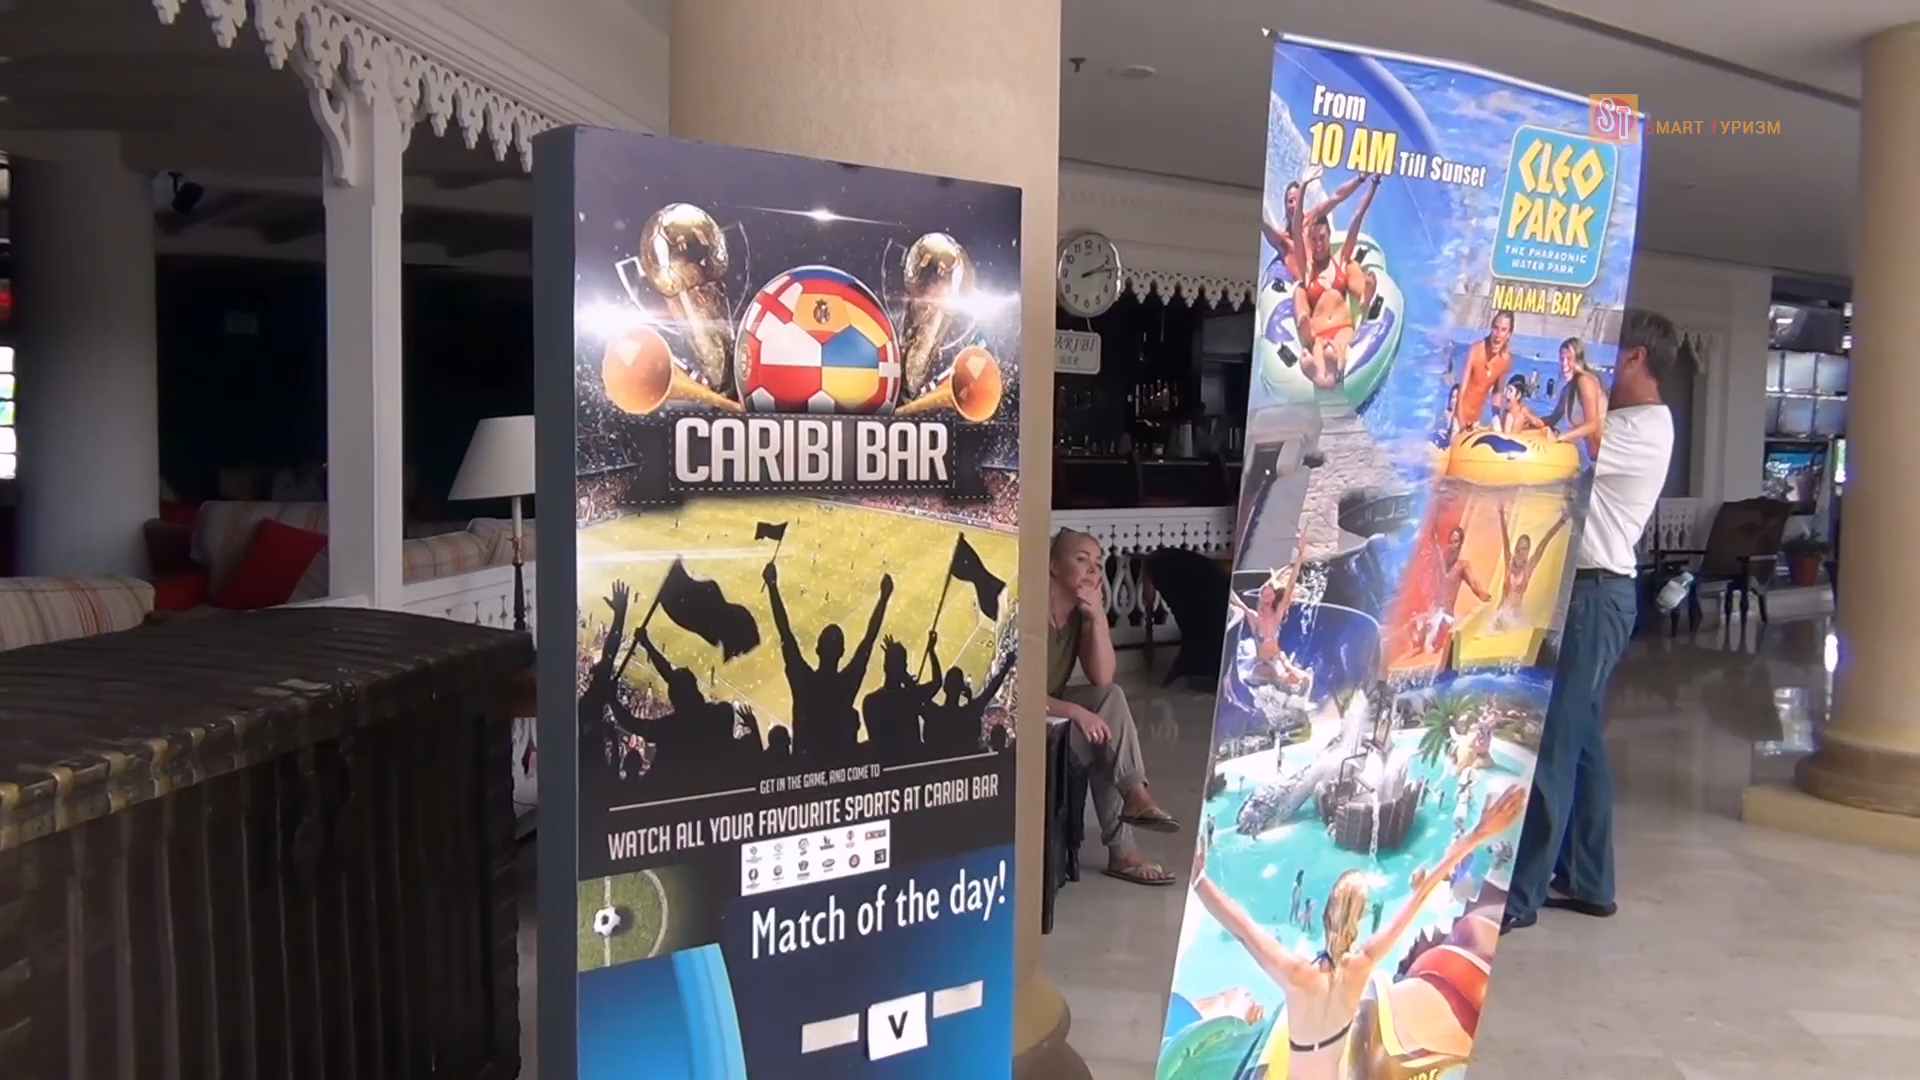 CARIBI BAR
GET IN THE GAME, AND COME TO
WATCH ALL YOUR FAVOURITE SPORTS AT CARIBI BAR
Match of the day!
V
ARIBI
BAR
From
10 AM Till Sunset
CLEO
PARK
THE PHARAONIC
WATER PARK
NAAMA BAY
ST SMART ТУРИЗМ